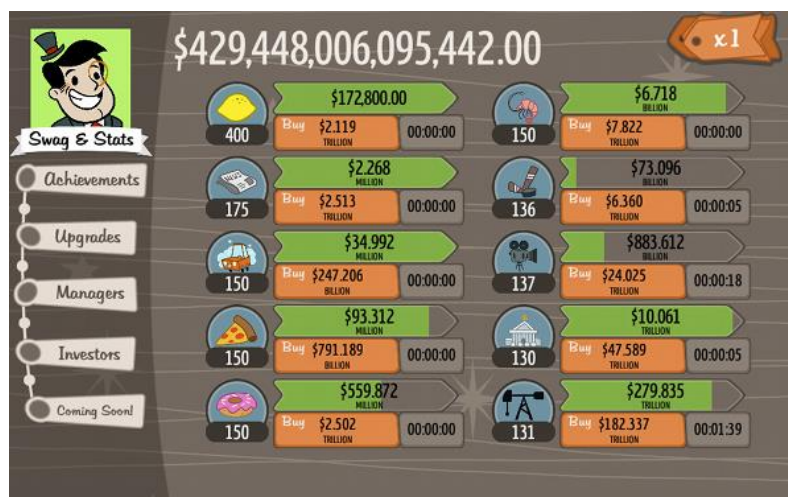 $429,448,006,095,442.00
x1
Swag & Stats
Achievements
Upgrades
Managers
Investors
Coming Soon!
$172,800.00
400
Buy $2.119
TRILLION
00:00:00
$2.268
MILLION
175
Buy $2.513
TRILLION
00:00:00
$34.992
MILLION
150
Buy $247.206
BILLION
00:00:00
$93.312
MILLION
150
Buy $791.189
BILLION
00:00:00
$559.872
MILLION
150
Buy $2.502
TRILLION
00:00:00
$6.718
BILLION
150
Buy $7.822
TRILLION
00:00:00
$73.096
BILLION
136
Buy $6.360
TRILLION
00:00:05
$883.612
BILLION
137
Buy $24.025
TRILLION
00:00:18
$10.061
TRILLION
130
Buy $47.589
TRILLION
00:00:05
$279.835
TRILLION
131
Buy $182.337
TRILLION
00:01:39